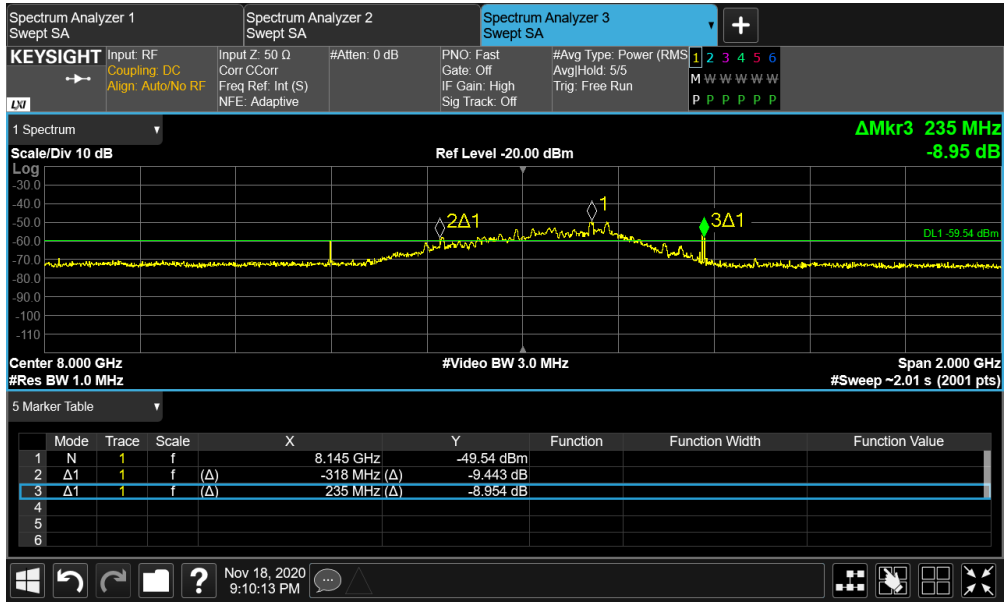 Spectrum Analyzer 1
Swept SA
Spectrum Analyzer 2
Swept SA
Spectrum Analyzer 3
Swept SA
▼
+
KEYSIGHT
LXI
Input: RF
Coupling: DC
Align: Auto/No RF
Input Z: 50 Ω
Corr CCorr
Freq Ref: Int (S)
NFE: Adaptive
#Atten: 0 dB
PNO: Fast
Gate: Off
IF Gain: High
Sig Track: Off
#Avg Type: Power (RMS
Avg|Hold: 5/5
Trig: Free Run
1 2 3 4 5 6
M W W W W W
P P P P P P
1 Spectrum ▼
ΔMkr3 235 MHz
-8.95 dB
Scale/Div 10 dB
Ref Level -20.00 dBm
Log
-30.0
-40.0
-50.0
-60.0
-70.0
-80.0
-90.0
-100
-110
2Δ1
1
3Δ1
DL1 -59.54 dBm
Center 8.000 GHz #Video BW 3.0 MHz Span 2.000 GHz
#Res BW 1.0 MHz #Sweep ~2.01 s (2001 pts)
5 Marker Table ▼
Mode Trace Scale X Y Function Function Width Function Value
1 N 1 f 8.145 GHz -49.54 dBm
2 Δ1 1 f (Δ) -318 MHz (Δ) -9.443 dB
3 Δ1 1 f (Δ) 235 MHz (Δ) -8.954 dB
4
5
6
?
Nov 18, 2020
9:10:13 PM